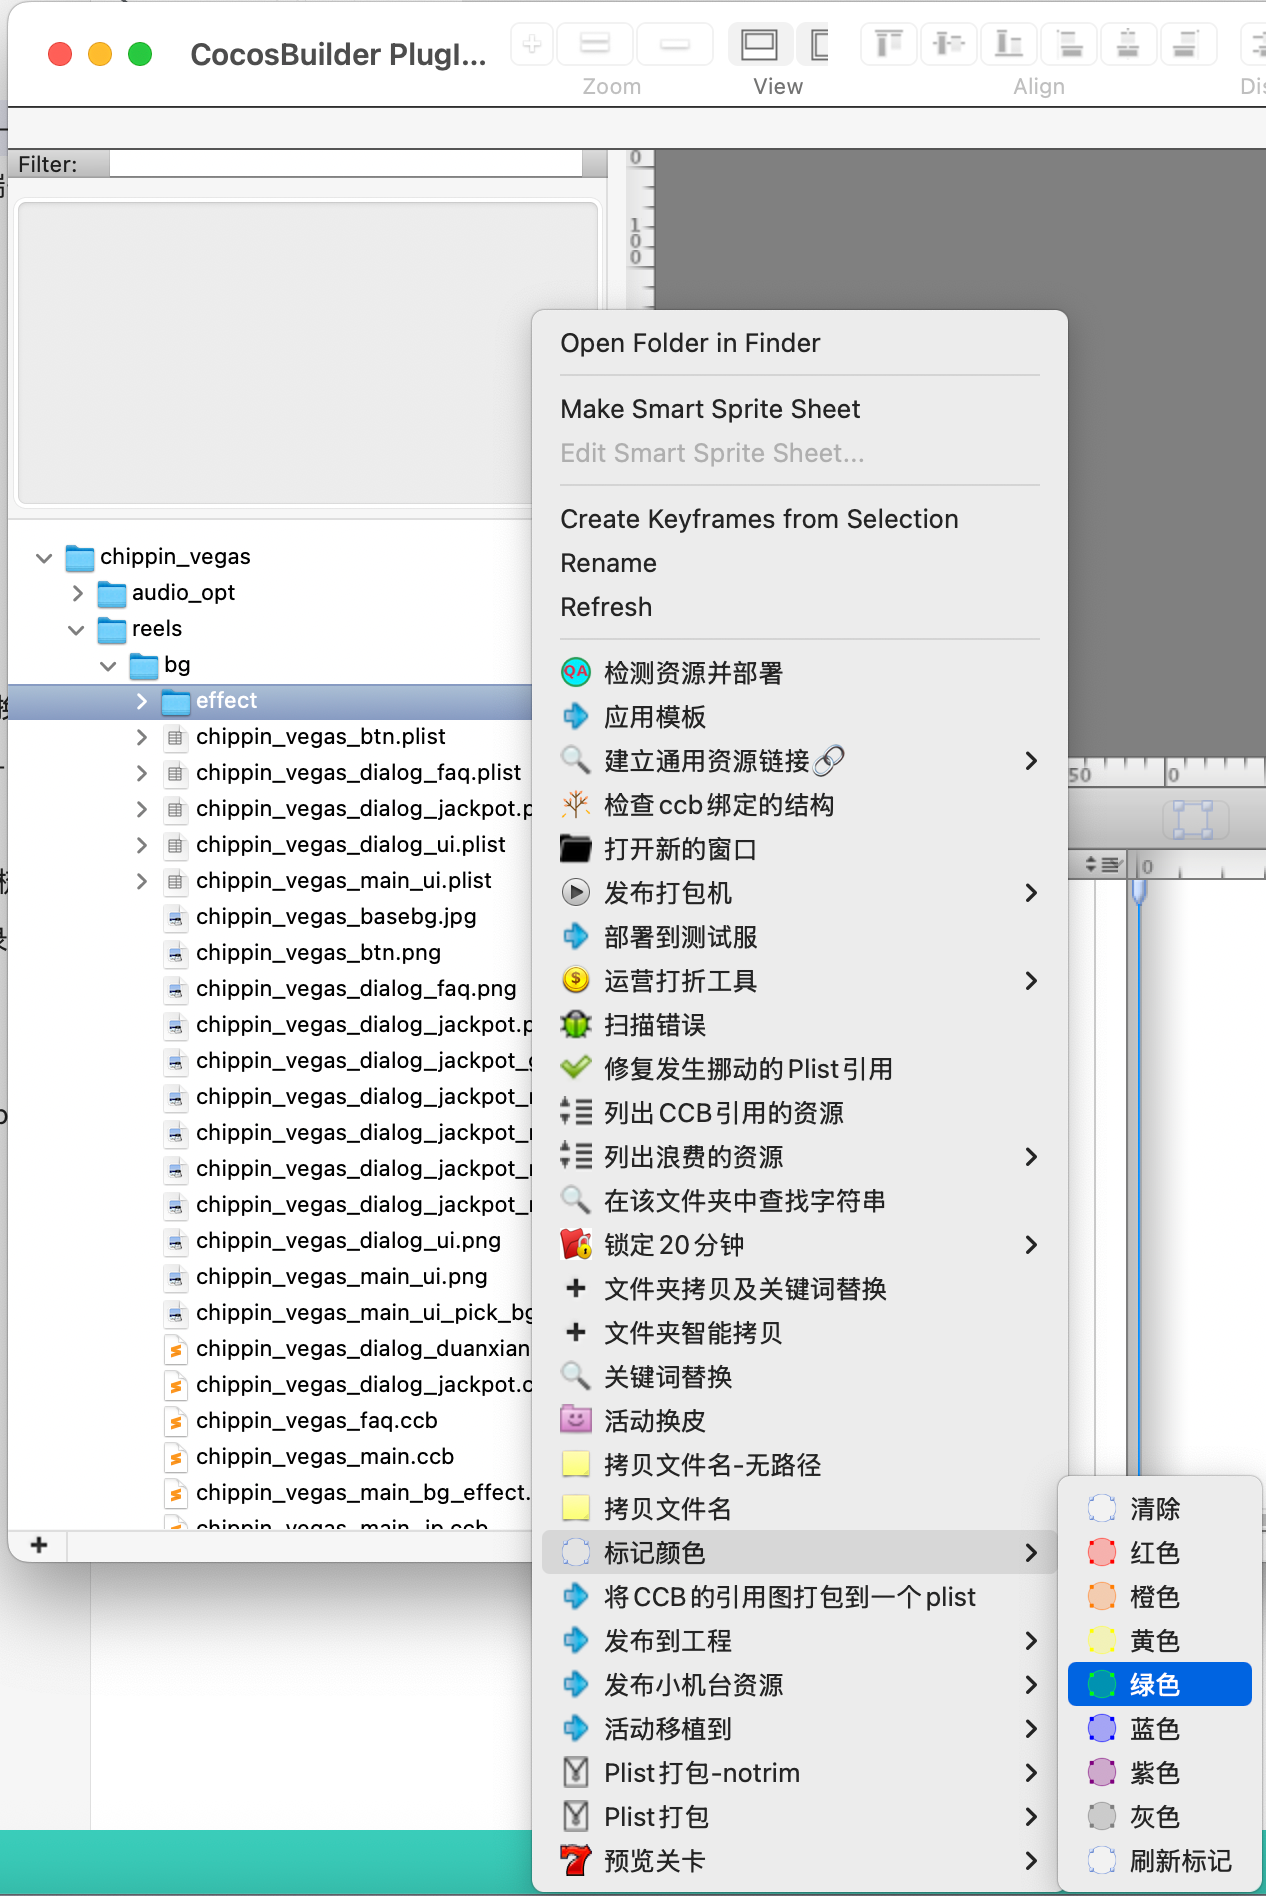 CocosBuilder PlugI...
Zoom
View
Align
Filter:
0
100
chippin_vegas
audio_opt
reels
bg
effect
chippin_vegas_btn.plist
chippin_vegas_dialog_faq.plist
chippin_vegas_dialog_jackpot.p
chippin_vegas_dialog_ui.plist
chippin_vegas_main_ui.plist
chippin_vegas_basebg.jpg
chippin_vegas_btn.png
chippin_vegas_dialog_faq.png
chippin_vegas_dialog_jackpot.p
chippin_vegas_dialog_jackpot_
chippin_vegas_dialog_jackpot_
chippin_vegas_dialog_jackpot_
chippin_vegas_dialog_jackpot_
chippin_vegas_dialog_jackpot_
chippin_vegas_dialog_ui.png
chippin_vegas_main_ui.png
chippin_vegas_main_ui_pick_bg
chippin_vegas_dialog_duanxian
chippin_vegas_dialog_jackpot.c
chippin_vegas_faq.ccb
chippin_vegas_main.ccb
chippin_vegas_main_bg_effect.
chippin_vegas_main_jp.ccb
Open Folder in Finder
Make Smart Sprite Sheet
Edit Smart Sprite Sheet...
Create Keyframes from Selection
Rename
Refresh
QA 检测资源并部署
应用模板
建立通用资源链接🔗
检查ccb绑定的结构
打开新的窗口
发布打包机
部署到测试服
运营打折工具
扫描错误
修复发生挪动的Plist引用
列出CCB引用的资源
列出浪费的资源
在该文件夹中查找字符串
锁定20分钟
文件夹拷贝及关键词替换
文件夹智能拷贝
关键词替换
活动换皮
拷贝文件名-无路径
拷贝文件名
标记颜色
将CCB的引用图打包到一个plist
发布到工程
发布小机台资源
活动移植到
Plist打包-notrim
Plist打包
预览关卡
50
0
0
清除
红色
橙色
黄色
绿色
蓝色
紫色
灰色
刷新标记